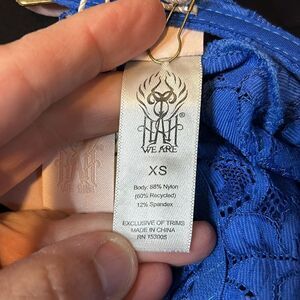 HAH
®
WE ARE
XS
Body: 88% Nylon
(60% Recycled)
12% Spandex
EXCLUSIVE OF TRIMS
MADE IN CHINA
RN 153005